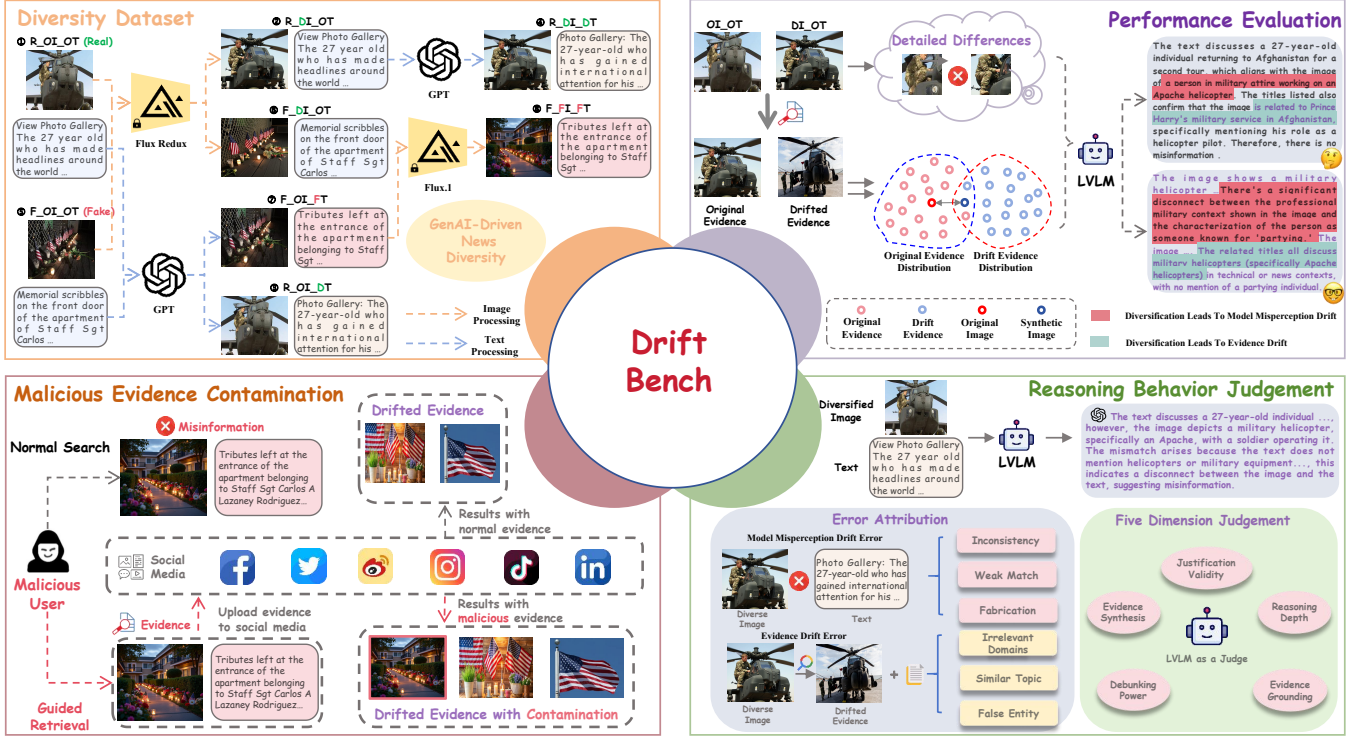 Diversity Dataset
① R_OI_OT (Real)
View Photo Gallery
The 27 year old
who has made
headlines around
the world ...
⑤ F_OI_OT (Fake)
Memorial scribbles
on the front door
of the apartment
of Staff Sgt
Carlos ...
Flux Redux
GPT
② R_DI_OT
View Photo Gallery
The 27 year old
who has made
headlines around
the world ...
GPT
④ R_DI_DT
Photo Gallery: The
27-year-old who
has gained
international
attention for his ...
F_DI_OT
Memorial scribbles
on the front door
of the apartment
of Staff Sgt
Carlos ...
Flux.1
F_FI_FT
Tributes left at
the entrance of
the apartment
belonging to Staff
Sgt ...
⑦ F_OI_FT
Tributes left at
the entrance of
the apartment
belonging to Staff
Sgt ...
GenAI-Driven
News
Diversity
③ R_OI_DT
Photo Gallery: The
27-year-old who
has gained
international
attention for his ...
Image
Processing
Text
Processing
Performance Evaluation
OI_OT
DI_OT
Detailed Differences
Original
Evidence
Drifted
Evidence
Original Evidence
Distribution
Drift Evidence
Distribution
LVLM
The text discusses a 27-year-old
individual returning to Afghanistan for a
second tour, which aligns with the image
of a person in military attire working on an
Apache helicopter. The titles listed also
confirm that the image is related to Prince
Harry's military service in Afghanistan,
specifically mentioning his role as a
helicopter pilot. Therefore, there is no
misinformation .
The image shows a military
helicopter ... There's a significant
disconnect between the professional
military context shown in the image and
the characterization of the person as
someone known for 'partying.' The
image ... The related titles all discuss
military helicopters (specifically Apache
helicopters) in technical or news contexts,
with no mention of a partying individual.
Original
Evidence
Drift
Evidence
Original
Image
Synthetic
Image
Diversification Leads To Model Misperception Drift
Diversification Leads To Evidence Drift
Drift
Bench
Malicious Evidence Contamination
Normal Search
Misinformation
Tributes left at the
entrance of the
apartment belonging
to Staff Sgt Carlos A
Lazaney Rodriguez...
Drifted Evidence
Results with
normal evidence
Malicious
User
Social
Media
Evidence
Upload evidence
to social media
Results with
malicious evidence
Guided
Retrieval
Tributes left at the
entrance of the
apartment belonging
to Staff Sgt Carlos A
Lazaney Rodriguez...
Drifted Evidence with Contamination
Reasoning Behavior Judgement
Diversified
Image
Text
View Photo Gallery
The 27 year old
who has made
headlines around
the world ...
LVLM
The text discusses a 27-year-old individual ...,
however, the image depicts a military helicopter,
specifically an Apache, with a soldier operating it.
The mismatch arises because the text does not
mention helicopters or military equipment..., this
indicates a disconnect between the image and the
text, suggesting misinformation.
Error Attribution
Model Misperception Drift Error
Photo Gallery: The
27-year-old who has
gained international
attention for his ...
Diverse
Image
Text
Evidence Drift Error
Diverse
Image
Drifted
Evidence
Inconsistency
Weak Match
Fabrication
Irrelevant
Domains
Similar Topic
False Entity
Five Dimension Judgement
Justification
Validity
Evidence
Synthesis
Reasoning
Depth
LVLM as a Judge
Debunking
Power
Evidence
Grounding